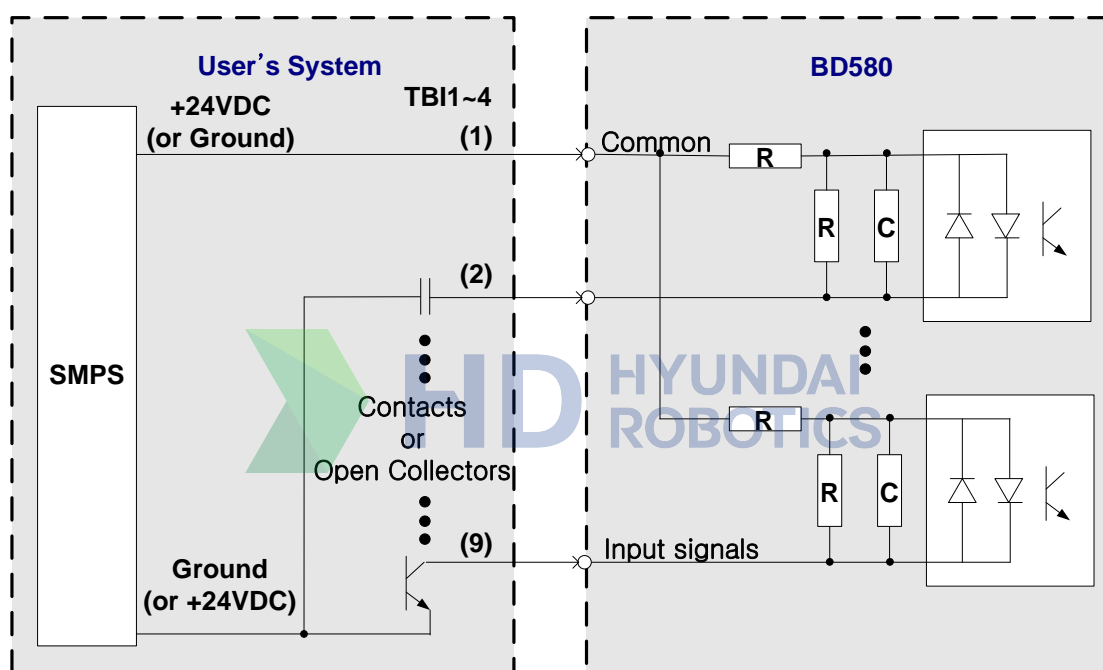 User's System
BD580
+24VDC
(or Ground)
TBI1~4
(1)
Common
R
R
C
(2)
SMPS
HD HYUNDAI
ROBOTICS
Contacts
or
Open Collectors
R
R
C
(9)
Input signals
Ground
(or +24VDC)